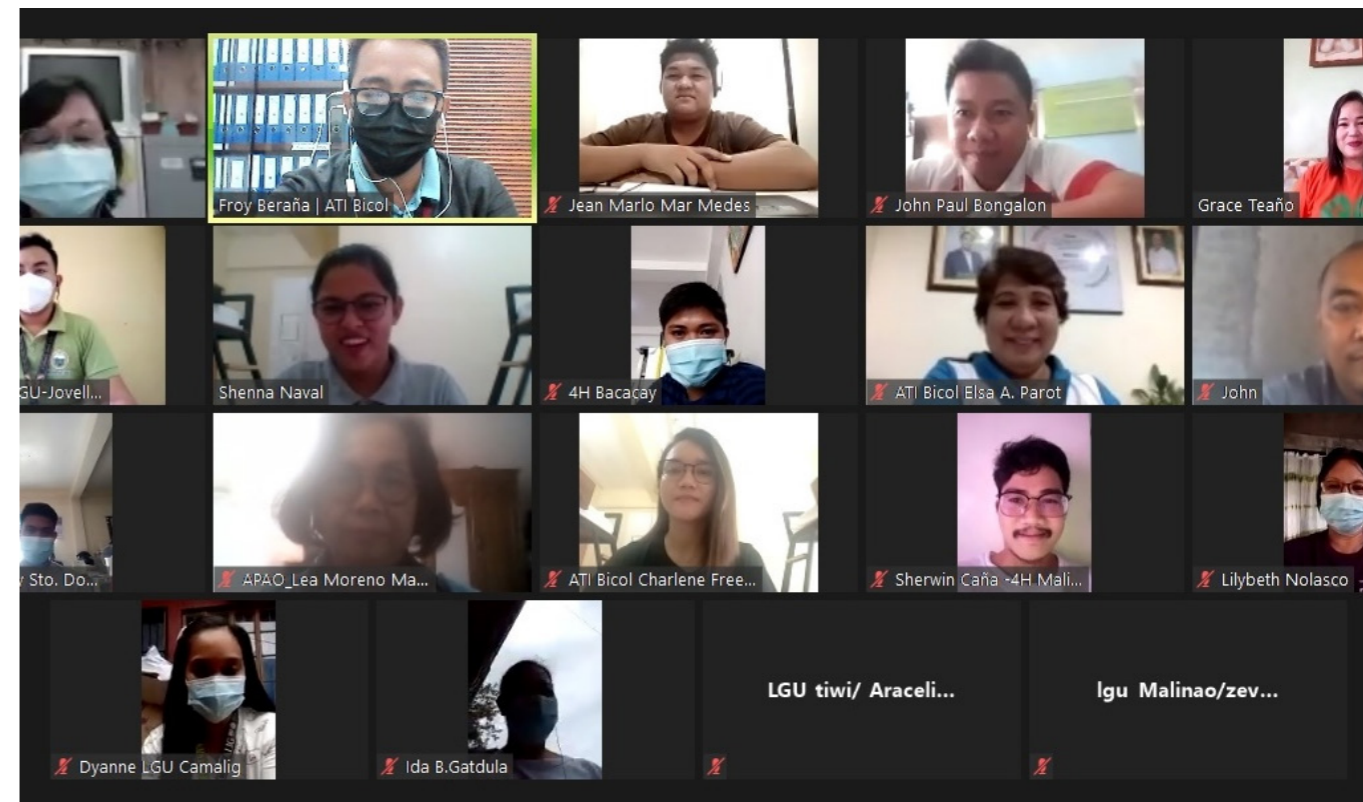 Froy Beraña | ATI Bicol
Jean Marlo Mar Medes
John Paul Bongalon
Grace Teaño
GU-Jovell...
Shenna Naval
4H Bacacay
ATI Bicol Elsa A. Parot
John
y Sto. Do...
APAO_Lea Moreno Ma...
ATI Bicol Charlene Free...
Sherwin Caña -4H Mali...
Lilybeth Nolasco
Dyanne LGU Camalig
Ida B.Gatdula
LGU tiwi/ Araceli...
lgu Malinao/zev...